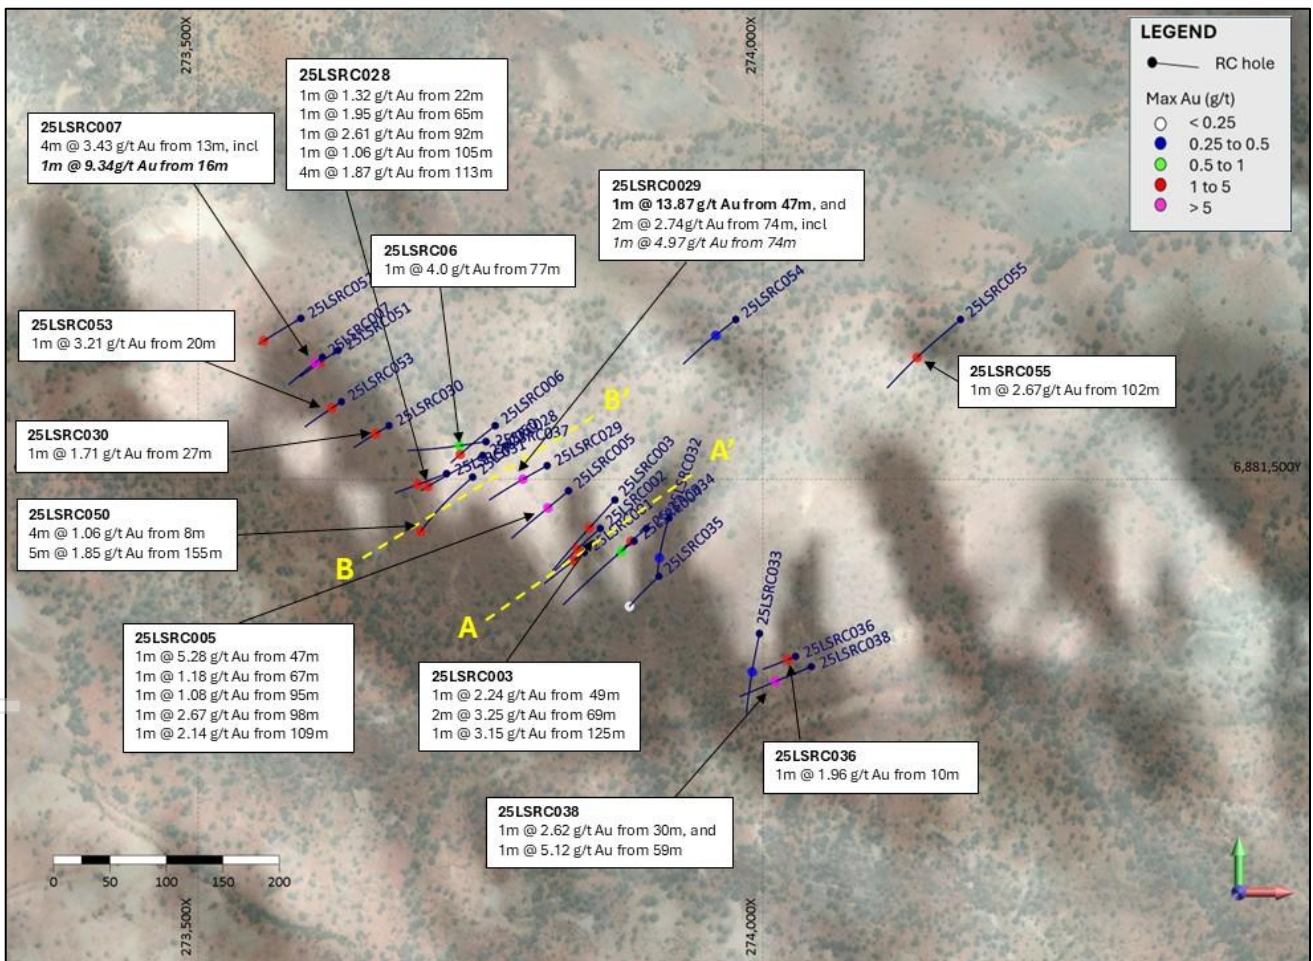 273,500X
274,000X
LEGEND
RC hole
Max Au (g/t)
< 0.25
0.25 to 0.5
0.5 to 1
1 to 5
> 5
25LSRC028
1m @ 1.32 g/t Au from 22m
1m @ 1.95 g/t Au from 65m
1m @ 2.61 g/t Au from 92m
1m @ 1.06 g/t Au from 105m
4m @ 1.87 g/t Au from 113m
25LSRC007
4m @ 3.43 g/t Au from 13m, incl
1m @ 9.34g/t Au from 16m
25LSRC0029
1m @ 13.87 g/t Au from 47m, and
2m @ 2.74g/t Au from 74m, incl
1m @ 4.97g/t Au from 74m
25LSRC06
1m @ 4.0 g/t Au from 77m
25LSRC053
1m @ 3.21 g/t Au from 20m
25LSRC055
1m @ 2.67g/t Au from 102m
25LSRC030
1m @ 1.71 g/t Au from 27m
25LSRC050
4m @ 1.06 g/t Au from 8m
5m @ 1.85 g/t Au from 155m
25LSRC007
25LSRC051
25LSRC053
25LSRC030
25LSRC006
25LSRC029
25LSRC005
25LSRC003
25LSRC002
25LSRC032
25LSRC035
25LSRC054
25LSRC055
25LSRC033
25LSRC036
25LSRC038
B'
A'
B
A
6,881,500Y
25LSRC005
1m @ 5.28 g/t Au from 47m
1m @ 1.18 g/t Au from 67m
1m @ 1.08 g/t Au from 95m
1m @ 2.67 g/t Au from 98m
1m @ 2.14 g/t Au from 109m
25LSRC003
1m @ 2.24 g/t Au from 49m
2m @ 3.25 g/t Au from 69m
1m @ 3.15 g/t Au from 125m
25LSRC036
1m @ 1.96 g/t Au from 10m
25LSRC038
1m @ 2.62 g/t Au from 30m, and
1m @ 5.12 g/t Au from 59m
0 50 100 150 200
273,500X
274,000X